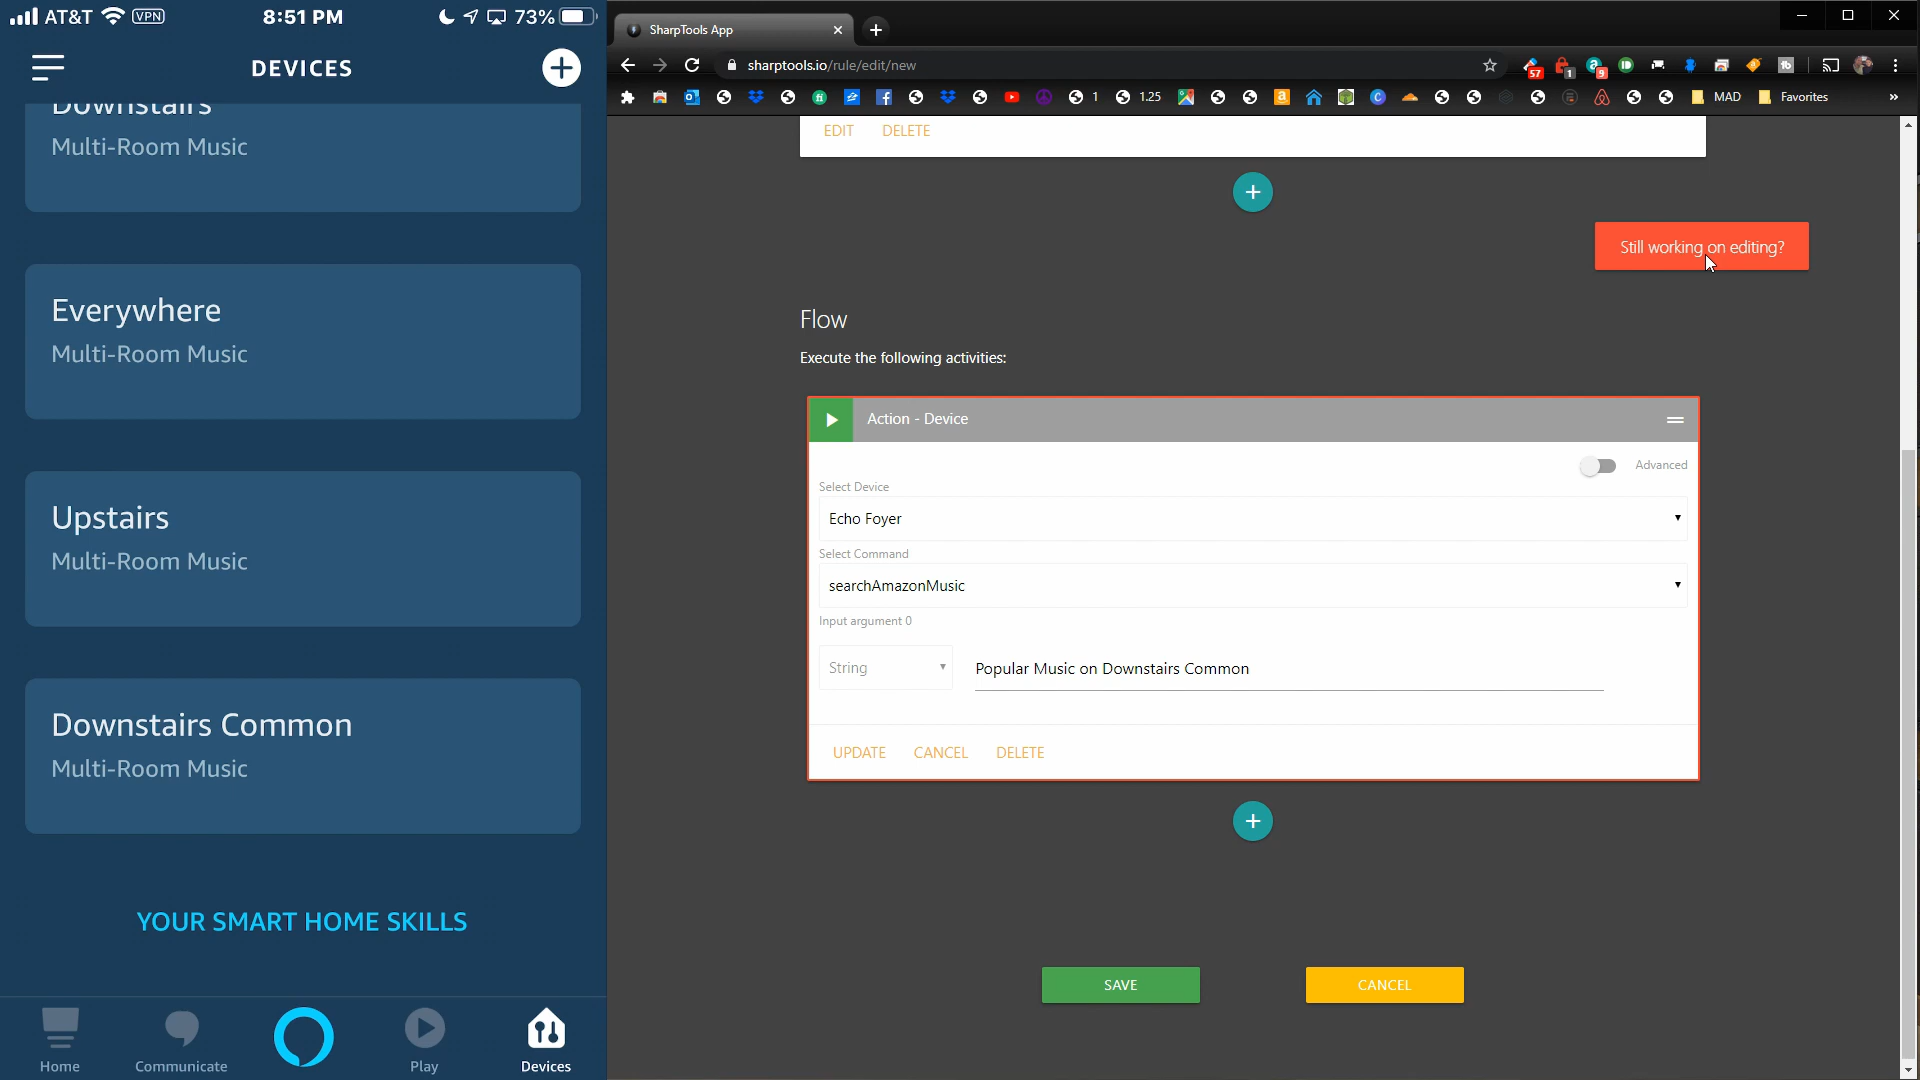 AT&T VPN 8:51 PM 73%
DEVICES
Downstairs
Multi-Room Music
Everywhere
Multi-Room Music
Upstairs
Multi-Room Music
Downstairs Common
Multi-Room Music
YOUR SMART HOME SKILLS
Home Communicate Play Devices
SharpTools App
sharptools.io/rule/edit/new
57 1 9
1 1.25 MAD Favorites »
EDIT DELETE
Still working on editing?
Flow
Execute the following activities:
Action - Device
Advanced
Select Device
Echo Foyer
Select Command
searchAmazonMusic
Input argument 0
String Popular Music on Downstairs Common
UPDATE CANCEL DELETE
SAVE CANCEL